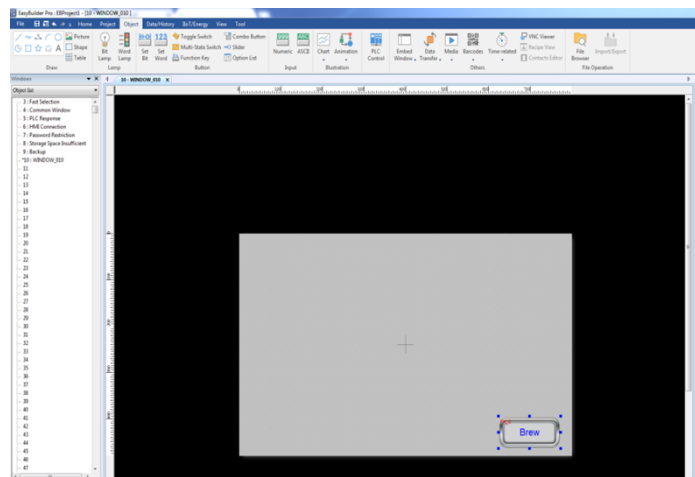 EasyBuilder Pro : EBProject1 - [10 - WINDOW_010 ]
File Home Project Object Data/History IIoT/Energy View Tool
Picture Shape Table
Draw
Bit Lamp Word Lamp
Lamp
Set Bit Set Word Toggle Switch Multi-State Switch Function Key Combo Button Slider Option List
Button
Numeric ASCII
Input
Chart Animation
Illustration
PLC Control Embed Window Data Transfer Media Barcodes Time-related VNC Viewer Recipe View Contacts Editor
Others
File Browser Import/Export
File Operation
Windows
10 - WINDOW_010
Object list
3 : Fast Selection
4 : Common Window
5 : PLC Response
6 : HMI Connection
7 : Password Restriction
8 : Storage Space Insufficient
9 : Backup
*10 : WINDOW_010
11
12
13
14
15
16
17
18
19
20
21
22
23
24
25
26
27
28
29
30
31
32
33
34
35
36
37
38
39
40
41
42
43
44
45
46
47
Brew